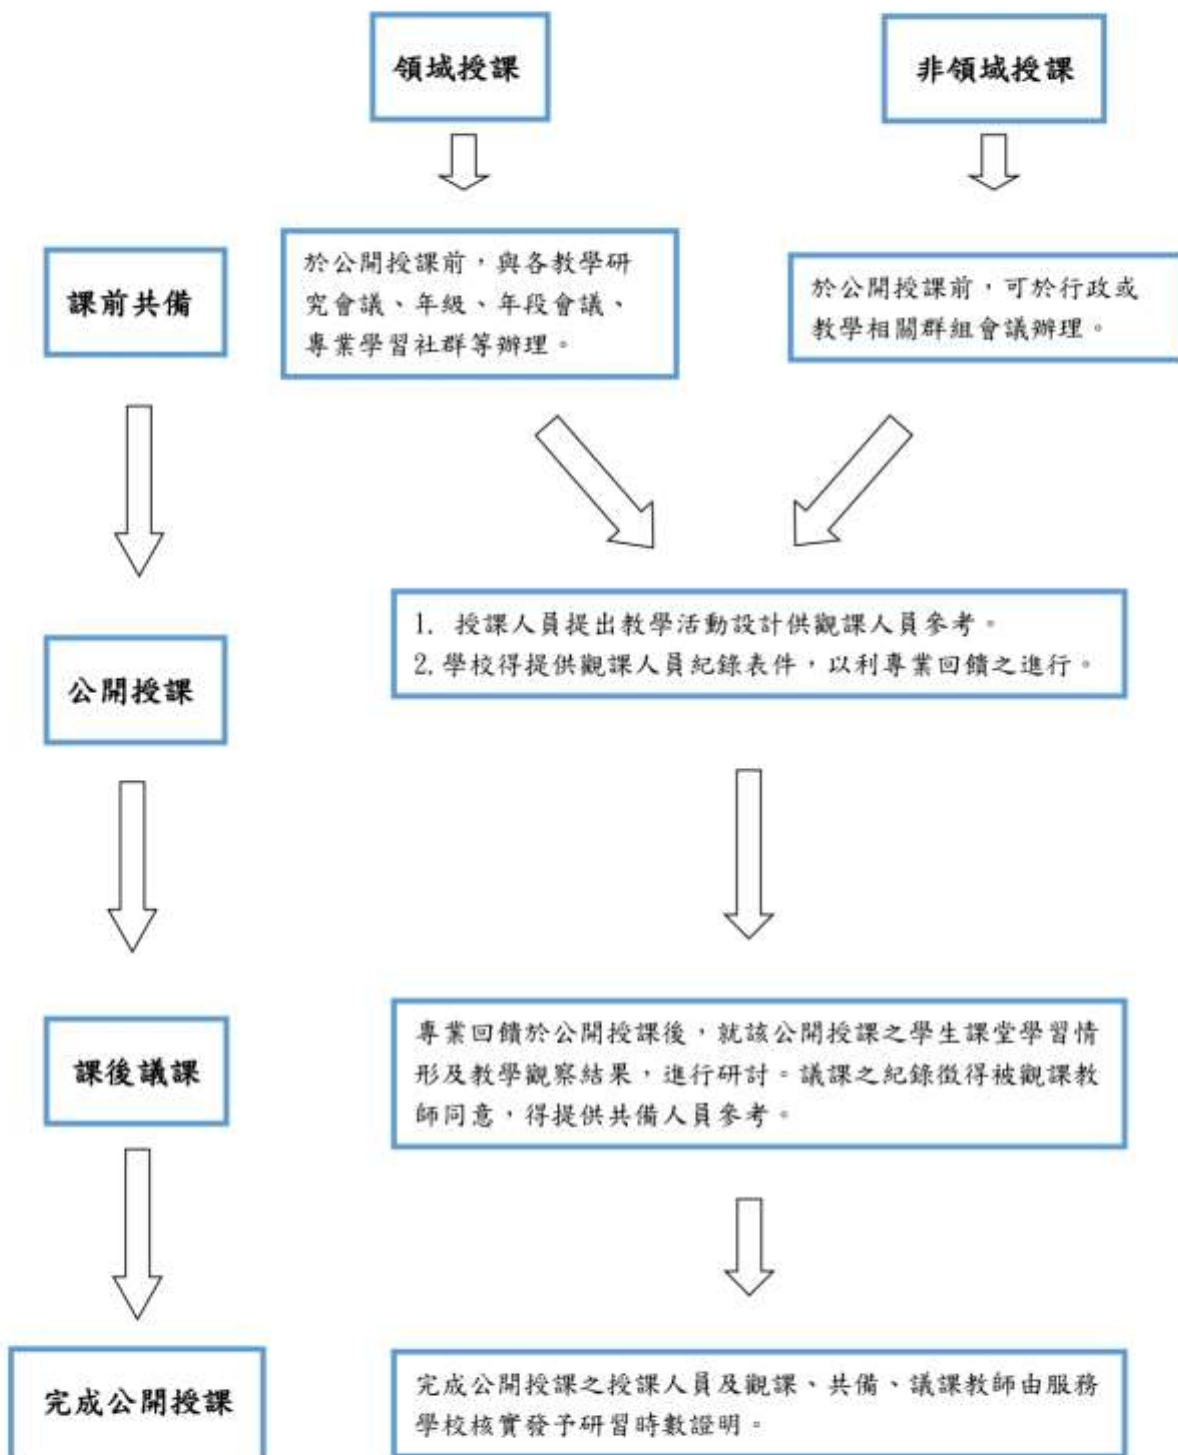 領域授課
非領域授課
課前共備
於公開授課前，與各教學研
究會議、年級、年段會議、
專業學習社群等辦理。
於公開授課前，可於行政或
教學相關群組會議辦理。
公開授課
1. 授課人員提出教學活動設計供觀課人員參考。
2.學校得提供觀課人員紀錄表件，以利專業回饋之進行。
課後議課
專業回饋於公開授課後，就該公開授課之學生課堂學習情
形及教學觀察結果，進行研討。議課之紀錄徵得被觀課教
師同意，得提供共備人員參考。
完成公開授課
完成公開授課之授課人員及觀課、共備、議課教師由服務
學校核實發予研習時數證明。